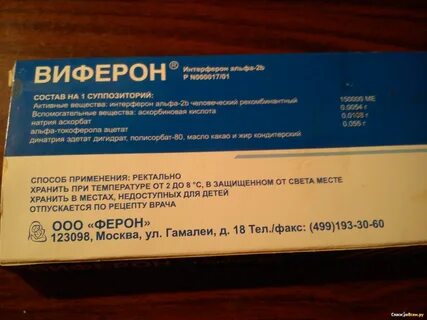 ВИФЕРОН® Интерферон альфа-2b
Р N000017/01
СОСТАВ НА 1 СУППОЗИТОРИЙ:
Активные вещества: интерферон альфа-2b человеческий рекомбинантный 150000 МЕ
Вспомогательные вещества: аскорбиновая кислота 0,0054 г
натрия аскорбат 0,0108 г
альфа-токоферола ацетат 0,055 г
динатрия эдетат дигидрат, полисорбат-80, масло какао и жир кондитерский
СПОСОБ ПРИМЕНЕНИЯ: РЕКТАЛЬНО
ХРАНИТЬ ПРИ ТЕМПЕРАТУРЕ ОТ 2 ДО 8 °С, В ЗАЩИЩЕННОМ ОТ СВЕТА МЕСТЕ
ХРАНИТЬ В МЕСТАХ, НЕДОСТУПНЫХ ДЛЯ ДЕТЕЙ
ОТПУСКАЕТСЯ ПО РЕЦЕПТУ ВРАЧА
ООО «ФЕРОН»
123098, Москва, ул. Гамалеи, д. 18 Тел./факс: (499)193-30-60